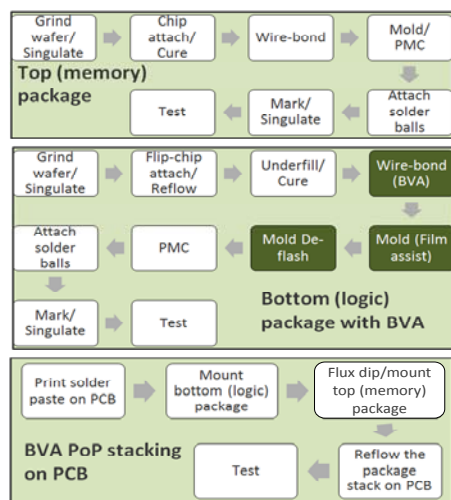 Grind
wafer/
Singulate
Chip
attach/
Cure
Wire-bond
Mold/
PMC
Top (memory)
package
Test
Mark/
Singulate
Attach
solder
balls
Grind
wafer/
Singulate
Flip-chip
attach/
Reflow
Underfill/
Cure
Wire-bond
(BVA)
Attach
solder
balls
PMC
Mold De-
flash
Mold (Film
assist)
Mark/
Singulate
Test
Bottom (logic)
package with BVA
Print solder
paste on PCB
Mount
bottom (logic)
package
Flux dip/mount
top (memory)
package
BVA PoP stacking
on PCB
Test
Reflow the
package
stack on PCB